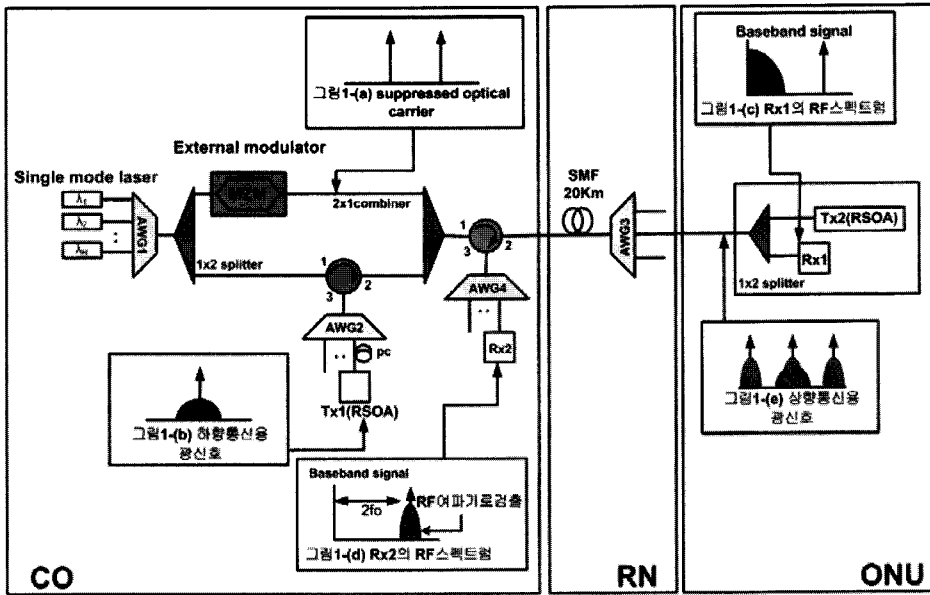 그림1-(a) suppressed optical
carrier
External modulator
Single mode laser
λ₁
λ₂
:
AWG1
1x2 splitter
2x1combiner
1
2
3
1
2
3
AWG2
. .
pc
Tx1(RSOA)
AWG4
. .
Rx2
그림1-(b) 하향통신용
광신호
Baseband signal
2fo
RF여파기로검출
그림1-(d) Rx2의 RF스펙트럼
CO
SMF
20Km
AWG3
RN
Baseband signal
그림1-(c) Rx1의 RF스펙트럼
Tx2(RSOA)
Rx1
1x2 splitter
그림1-(e) 상향통신용
광신호
ONU